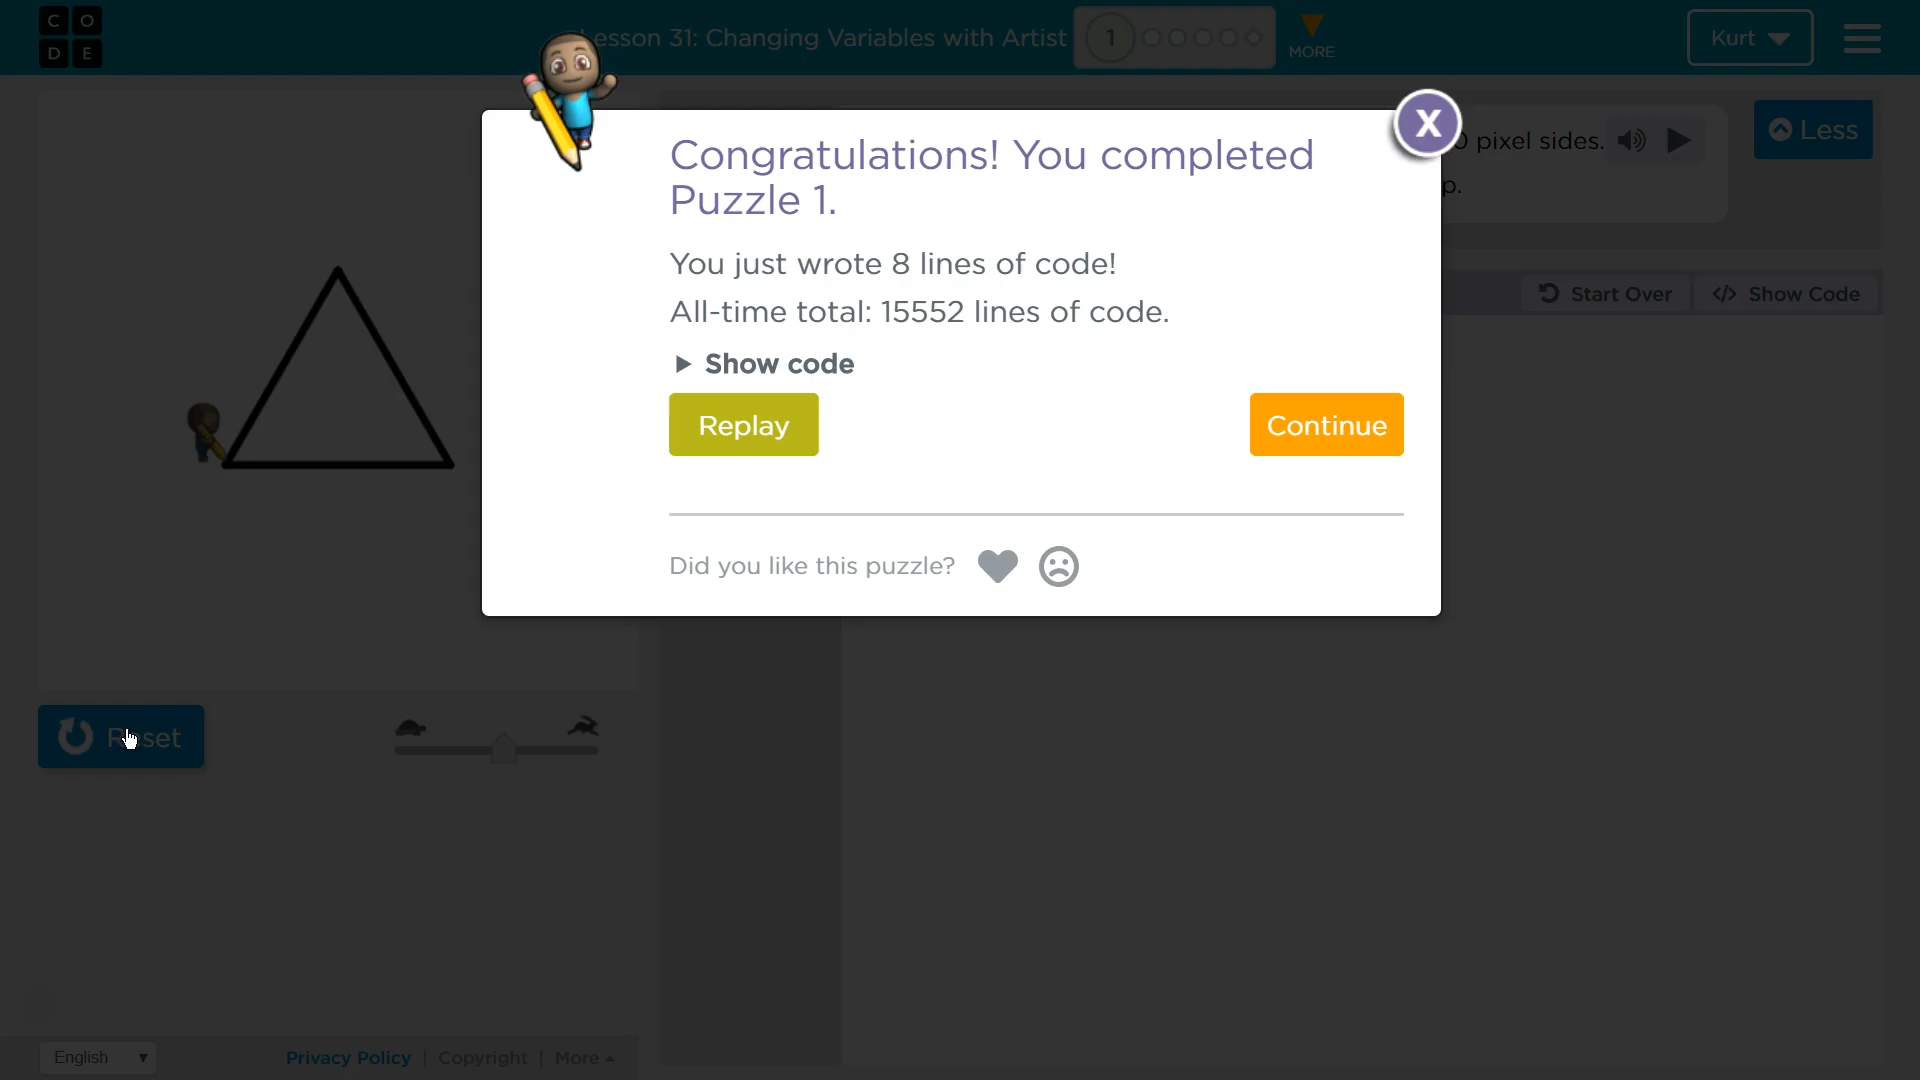 C O
D E
Lesson 31: Changing Variables with Artist
1
MORE
Kurt
pixel sides.
Less
p.
Congratulations! You completed
Puzzle 1.
You just wrote 8 lines of code!
All-time total: 15552 lines of code.
Show code
Replay
Continue
Did you like this puzzle?
X
Start Over
</> Show Code
Reset
English
Privacy Policy | Copyright | More